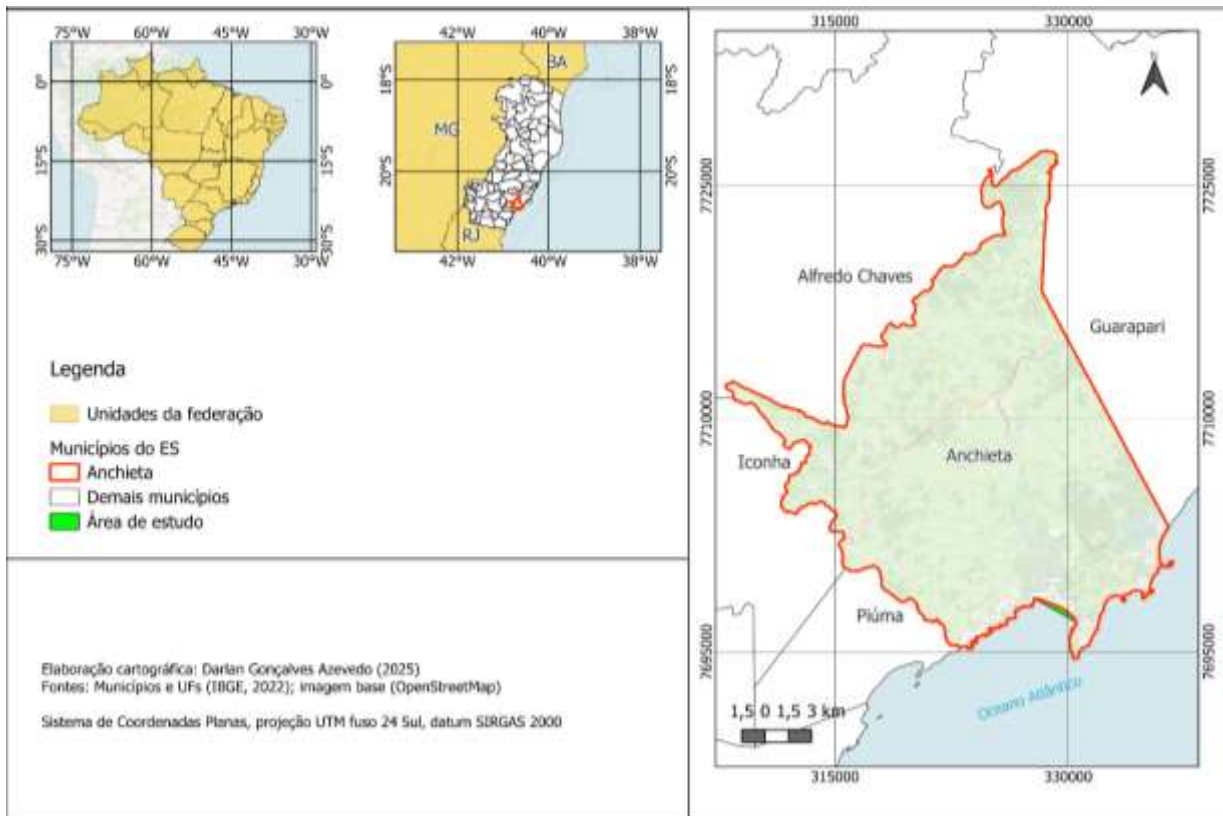 75°W 60°W 45°W 30°W
0° 0°
15°S 15°S
30°S 30°S
75°W 60°W 45°W 30°W
42°W 40°W 38°W
18°S 18°S
20°S 20°S
BA
MG
RJ
42°W 40°W 38°W
Legenda
Unidades da federação
Municípios do ES
Anchieta
Demais municípios
Área de estudo
Elaboração cartográfica: Darlan Gonçalves Azevedo (2025)
Fontes: Municípios e UFs (IBGE, 2022); imagem base (OpenStreetMap)
Sistema de Coordenadas Planas, projeção UTM fuso 24 Sul, datum SIRGAS 2000
315000 330000
7725000 7725000
Alfredo Chaves
Guarapari
7710000 7710000
Iconha
Anchieta
Piúma
7695000 7695000
Oceano Atlântico
1,5 0 1,5 3 km
315000 330000